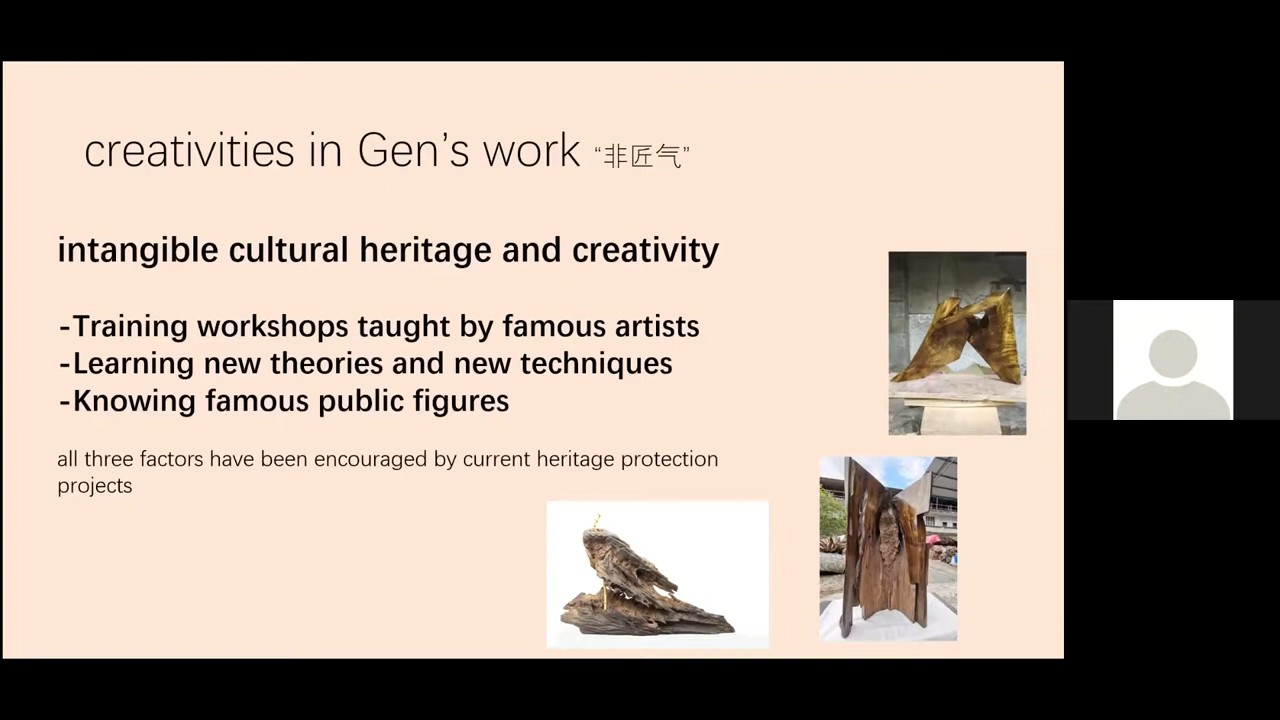 creativities in Gen’s work “非匠气”
intangible cultural heritage and creativity
-Training workshops taught by famous artists
-Learning new theories and new techniques
-Knowing famous public figures
all three factors have been encouraged by current heritage protection
projects